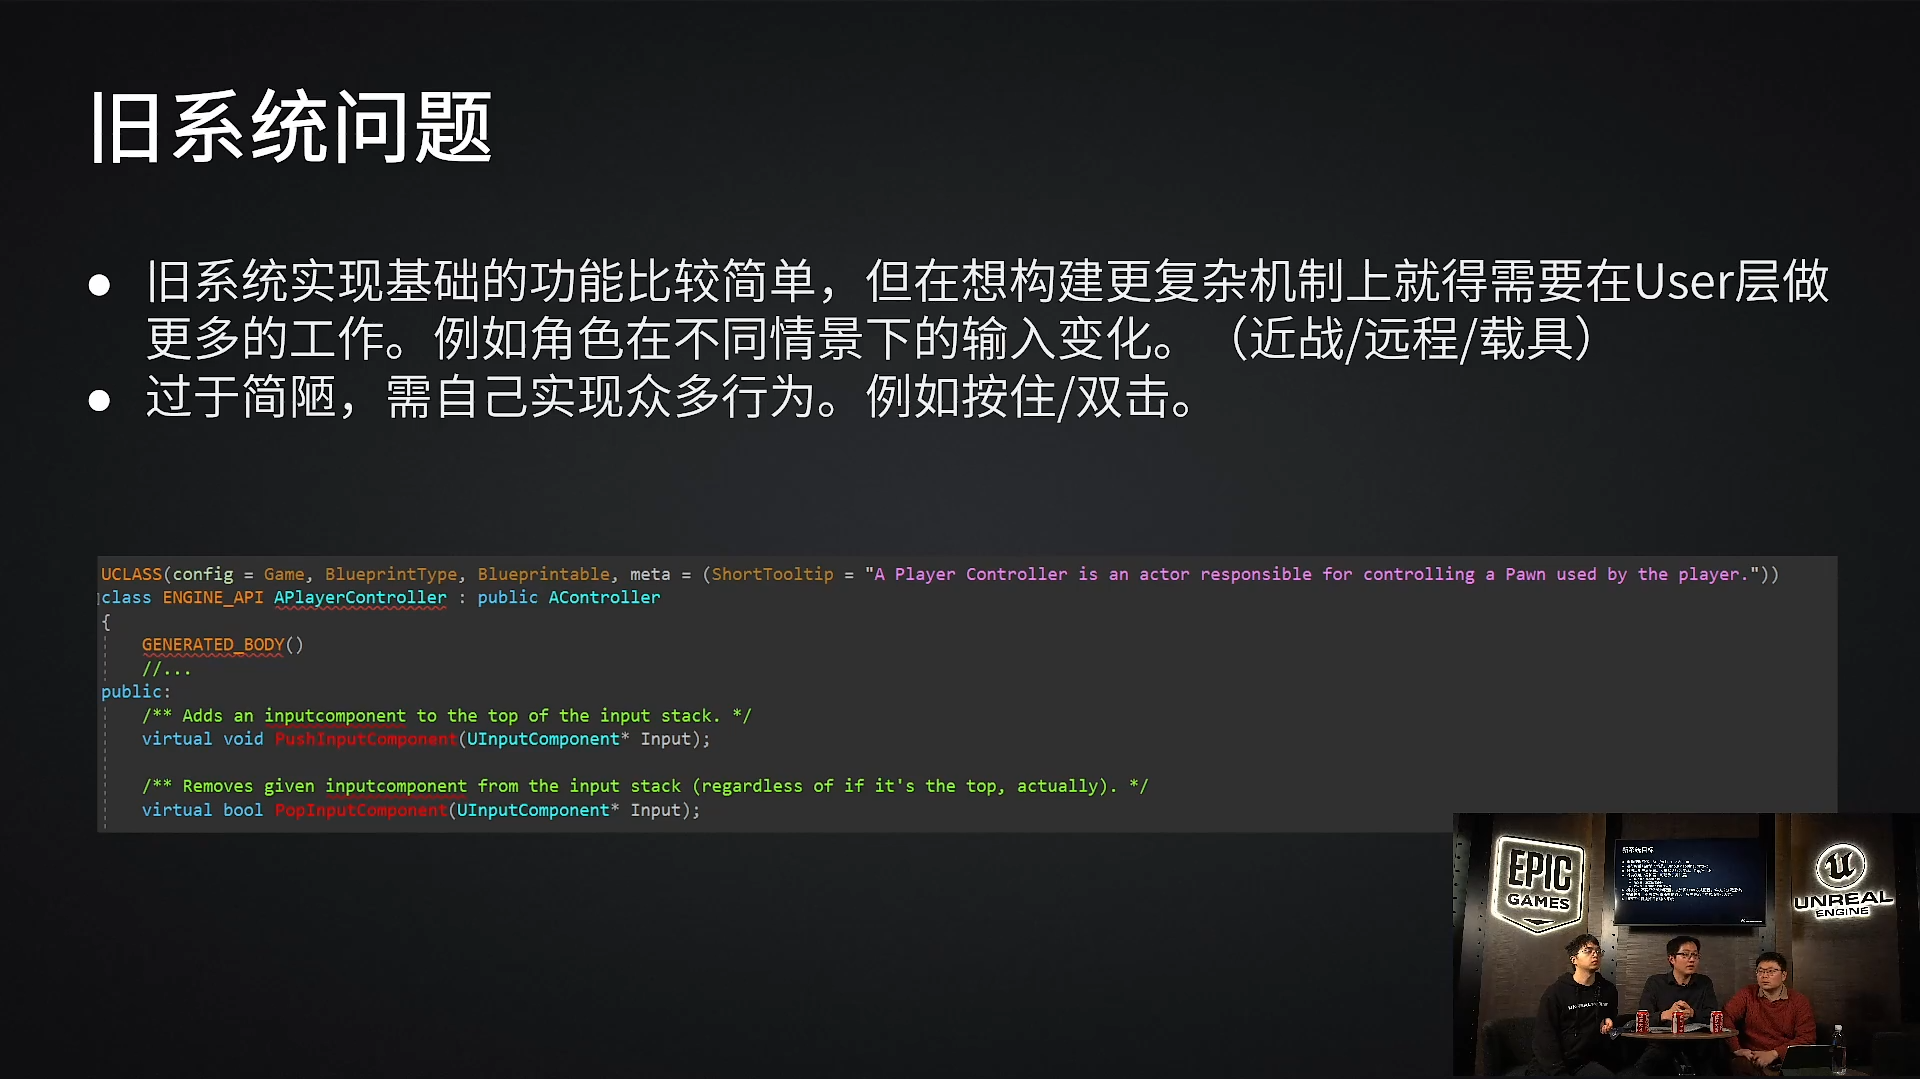 旧系统问题
● 旧系统实现基础的功能比较简单，但在想构建更复杂机制上就得需要在User层做
更多的工作。例如角色在不同情景下的输入变化。（近战/远程/载具）
● 过于简陋，需自己实现众多行为。例如按住/双击。
UCLASS(config = Game, BlueprintType, Blueprintable, meta = (ShortTooltip = "A Player Controller is an actor responsible for controlling a Pawn used by the player."))
class ENGINE_API APlayerController : public AController
{
GENERATED_BODY()
//...
public:
/** Adds an inputcomponent to the top of the input stack. */
virtual void PushInputComponent(UInputComponent* Input);
/** Removes given inputcomponent from the input stack (regardless of if it's the top, actually). */
virtual bool PopInputComponent(UInputComponent* Input);
EPIC
GAMES
新系统目标
UNREAL
ENGINE